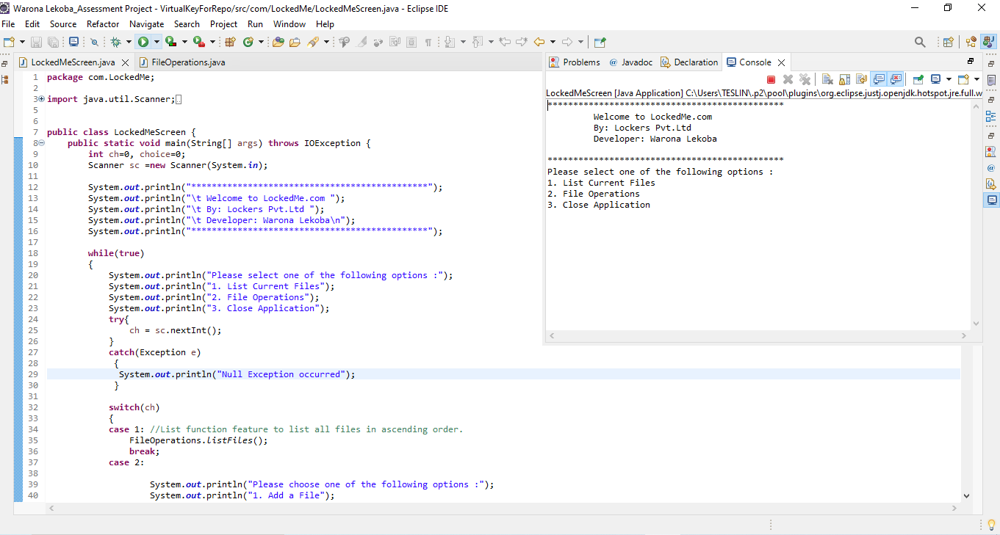 Warona Lekoba_Assessment Project - VirtualKeyForRepo/src/com/LockedMe/LockedMeScreen.java - Eclipse IDE
File Edit Source Refactor Navigate Search Project Run Window Help
LockedMeScreen.java
FileOperations.java
1 package com.LockedMe;
2
3 import java.util.Scanner;
5
6
7 public class LockedMeScreen {
8 public static void main(String[] args) throws IOException {
9 int ch=0, choice=0;
10 Scanner sc =new Scanner(System.in);
11
12 System.out.println("**********************************************");
13 System.out.println("\t Welcome to LockedMe.com ");
14 System.out.println("\t By: Lockers Pvt.Ltd ");
15 System.out.println("\t Developer: Warona Lekoba\n");
16 System.out.println("**********************************************");
17
18 while(true)
19 {
20 System.out.println("Please select one of the following options :");
21 System.out.println("1. List Current Files");
22 System.out.println("2. File Operations");
23 System.out.println("3. Close Application");
24 try{
25 ch = sc.nextInt();
26 }
27 catch(Exception e)
28 {
29 System.out.println("Null Exception occurred");
30 }
31
32 switch(ch)
33 {
34 case 1: //List function feature to list all files in ascending order.
35 FileOperations.listFiles();
36 break;
37 case 2:
38
39 System.out.println("Please choose one of the following options :");
40 System.out.println("1. Add a File");
Problems @ Javadoc Declaration Console
LockedMeScreen [Java Application] C:\Users\TESLIN\.p2\pool\plugins\org.eclipse.justj.openjdk.hotspot.jre.full.w
**********************************************
Welcome to LockedMe.com
By: Lockers Pvt.Ltd
Developer: Warona Lekoba
**********************************************
Please select one of the following options :
1. List Current Files
2. File Operations
3. Close Application